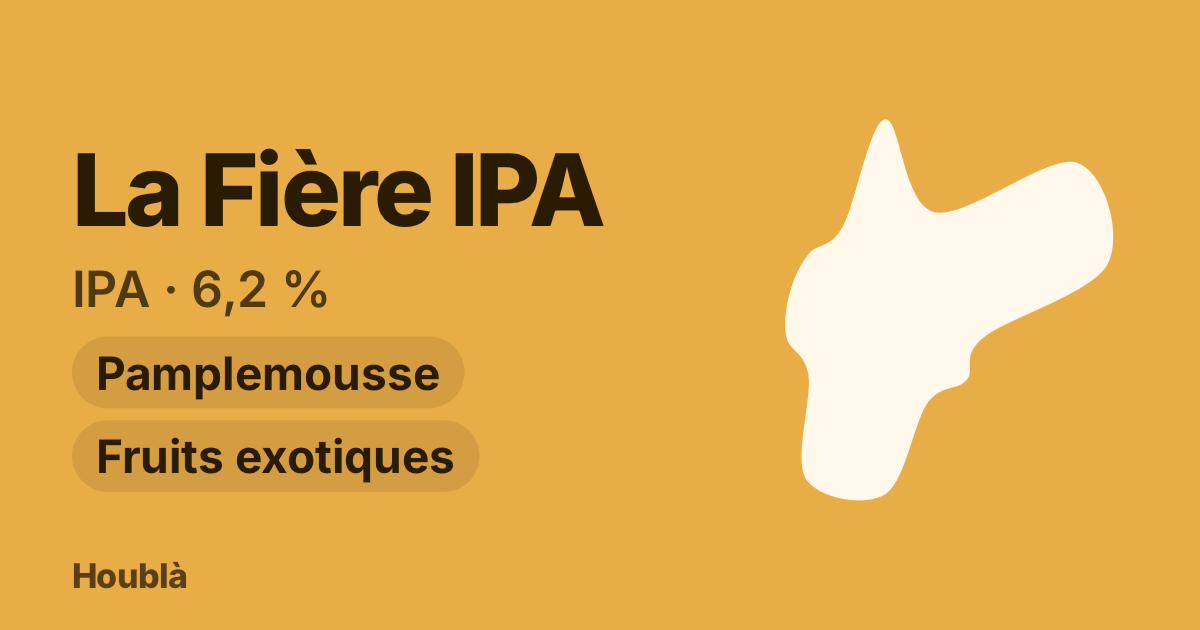 La Fière IPA
IPA · 6,2 %
Pamplemousse
Fruits exotiques
Houblà